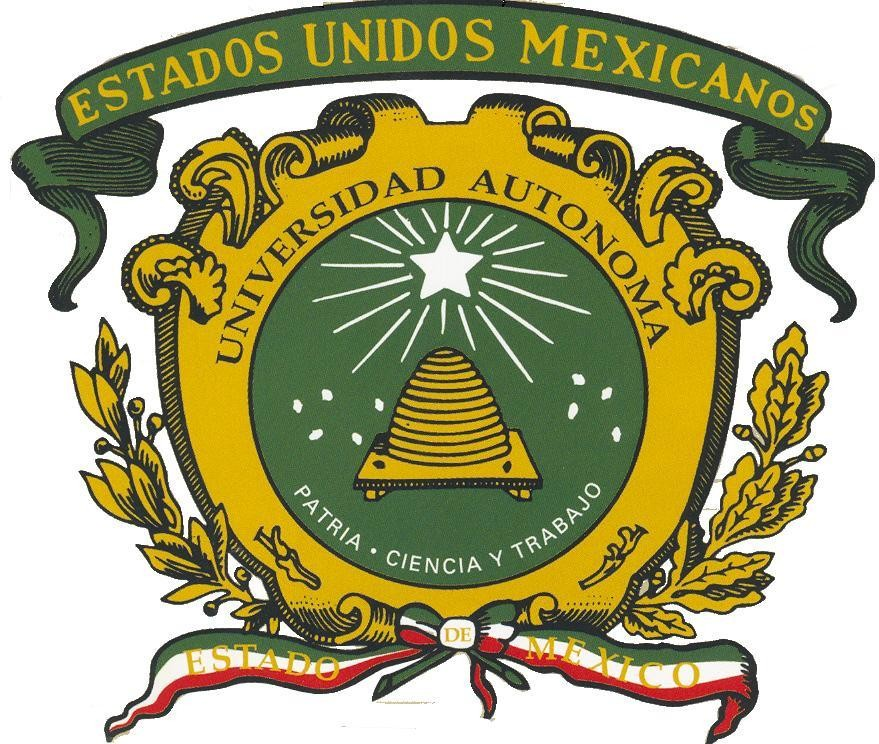 ESTADOS UNIDOS MEXICANOS
UNIVERSIDAD AUTONOMA
PATRIA · CIENCIA Y TRABAJO
ESTADO DE MEXICO